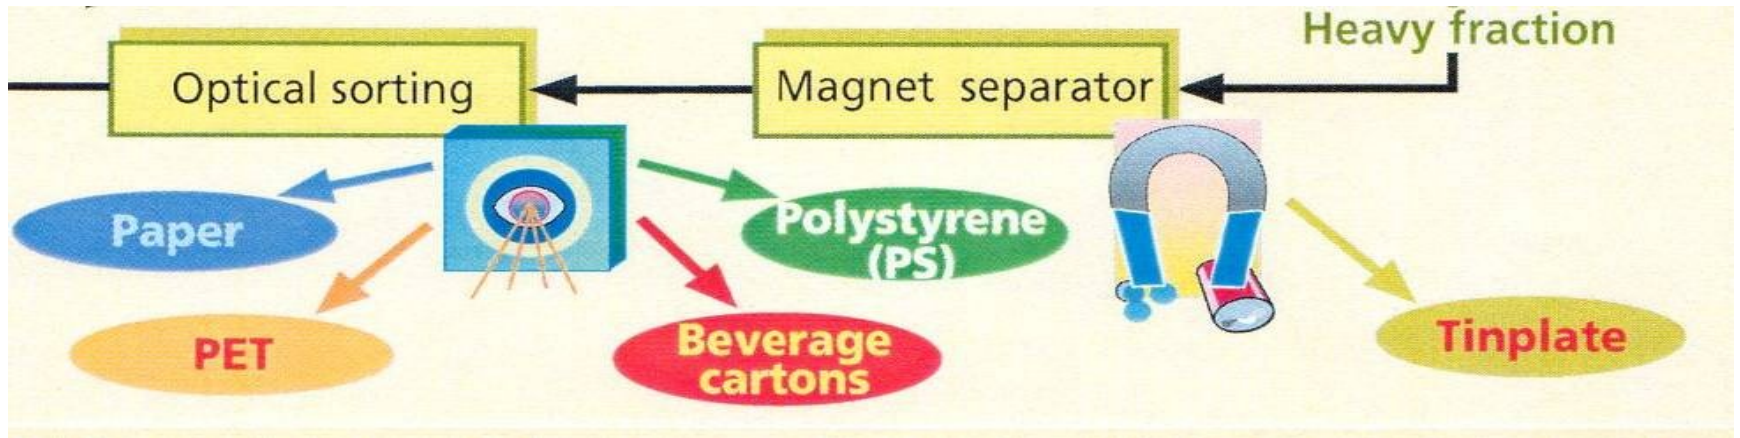 Heavy fraction
Optical sorting
Magnet separator
Paper
Polystyrene
(PS)
PET
Beverage
cartons
Tinplate